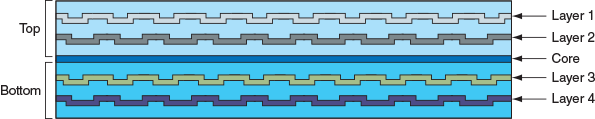 Top
Layer 1
Layer 2
Core
Bottom
Layer 3
Layer 4